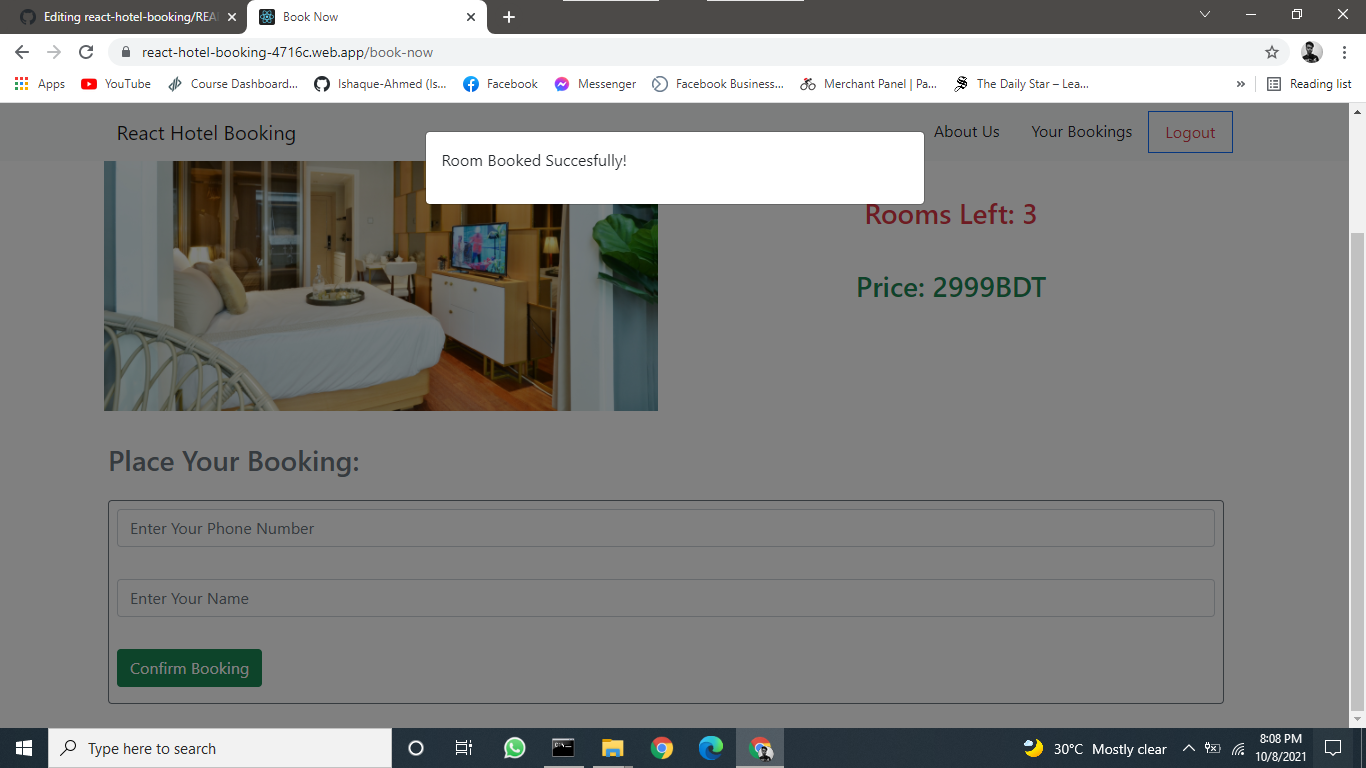 Editing react-hotel-booking/REA
Book Now
react-hotel-booking-4716c.web.app/book-now
Apps
YouTube
Course Dashboard...
Ishaque-Ahmed (Is...
Facebook
Messenger
Facebook Business...
Merchant Panel | Pa...
The Daily Star – Lea...
»
Reading list
React Hotel Booking
About Us
Your Bookings
Logout
Room Booked Succesfully!
Rooms Left: 3
Price: 2999BDT
Place Your Booking:
Enter Your Phone Number
Enter Your Name
Confirm Booking
Type here to search
30°C Mostly clear
8:08 PM
10/8/2021